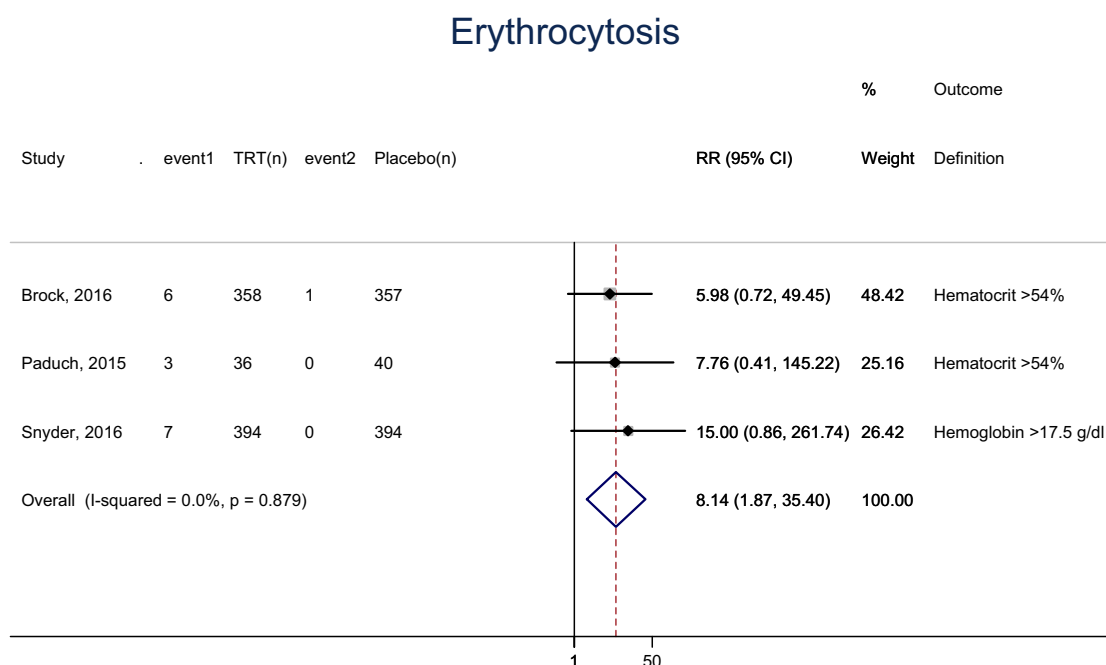 Erythrocytosis
% Outcome
Study . event1 TRT(n) event2 Placebo(n) RR (95% CI) Weight Definition
Brock, 2016 6 358 1 357 5.98 (0.72, 49.45) 48.42 Hematocrit >54%
Paduch, 2015 3 36 0 40 7.76 (0.41, 145.22) 25.16 Hematocrit >54%
Snyder, 2016 7 394 0 394 15.00 (0.86, 261.74) 26.42 Hemoglobin >17.5 g/dl
Overall (I-squared = 0.0%, p = 0.879) 8.14 (1.87, 35.40) 100.00
1 50